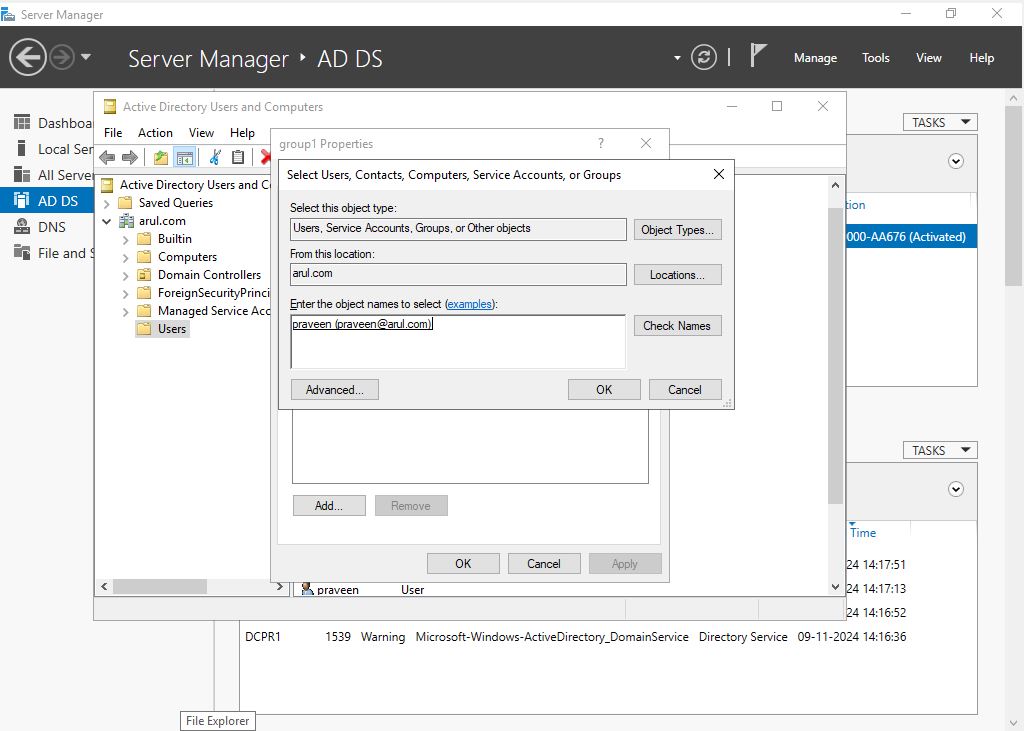 Server Manager
Server Manager ‣ AD DS
Manage Tools View Help
Active Directory Users and Computers
File Action View Help
Active Directory Users and
Saved Queries
arul.com
Builtin
Computers
Domain Controllers
ForeignSecurityPrinci
Managed Service Acc
Users
praveen User
Local
AD DS
DNS
File and
group1 Properties
Select Users, Contacts, Computers, Service Accounts, or Groups
Select this object type:
Users, Service Accounts, Groups, or Other objects
Object Types...
From this location:
arul.com
Locations...
Enter the object names to select (examples):
praveen (praveen@arul.com)
Check Names
Advanced...
OK
Cancel
Add...
Remove
OK
Cancel
Apply
TASKS
000-AA676 (Activated)
TASKS
Time
24 14:17:51
24 14:17:13
24 14:16:52
DCPR1 1539 Warning Microsoft-Windows-ActiveDirectory_DomainService Directory Service 09-11-2024 14:16:36
File Explorer